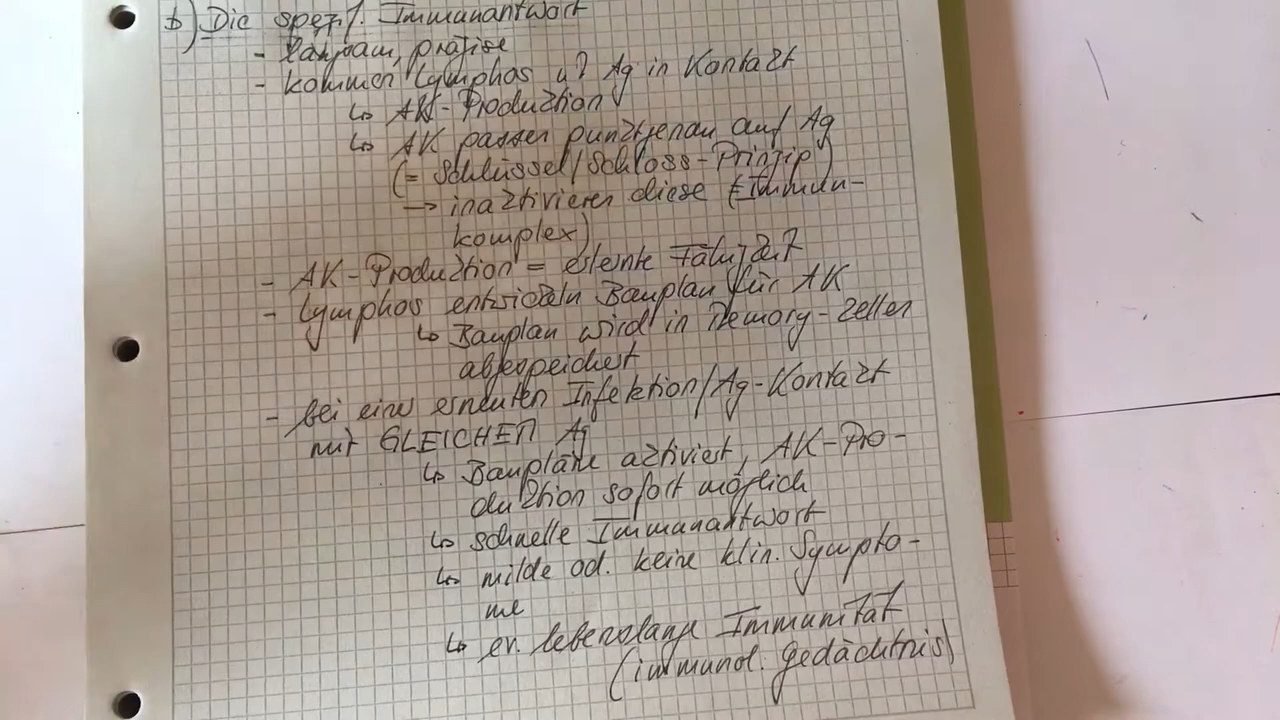 b) Die spezif. Immunantwort
- langsam, präzise
- kommen Lymphos u? Ag in Kontakt
↳ AK-Produktion
↳ AK passen punktgenau auf Ag
(= Schlüssel/Schloss-Prinzip)
→ inaktivieren diese (Immun-
komplex)
- AK-Produktion = erlernte Fähigkeit
- Lymphos entwickeln Bauplan für AK
↳ Bauplan wird in Memory-Zellen
abgespeichert
- bei einer erneuten Infektion/Ag-Kontakt
mit GLEICHEN Ag
↳ Baupläne aktiviert, AK-Pro-
duktion sofort möglich
↳ schnelle Immunantwort
↳ milde od. keine klin. Sympto-
me
↳ ev. lebenslange Immunität
(immunol. Gedächtnis)